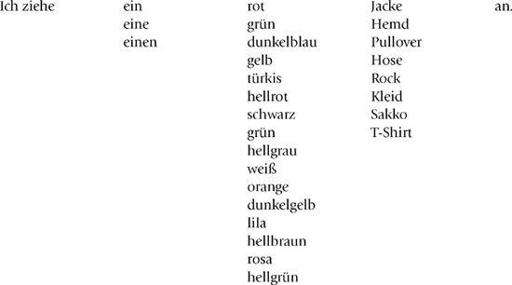 Ich ziehe ein rot Jacke an.
eine grün Hemd
einen dunkelblau Pullover
gelb Hose
türkis Rock
hellrot Kleid
schwarz Sakko
grün T-Shirt
hellgrau
weiß
orange
dunkelgelb
lila
hellbraun
rosa
hellgrün